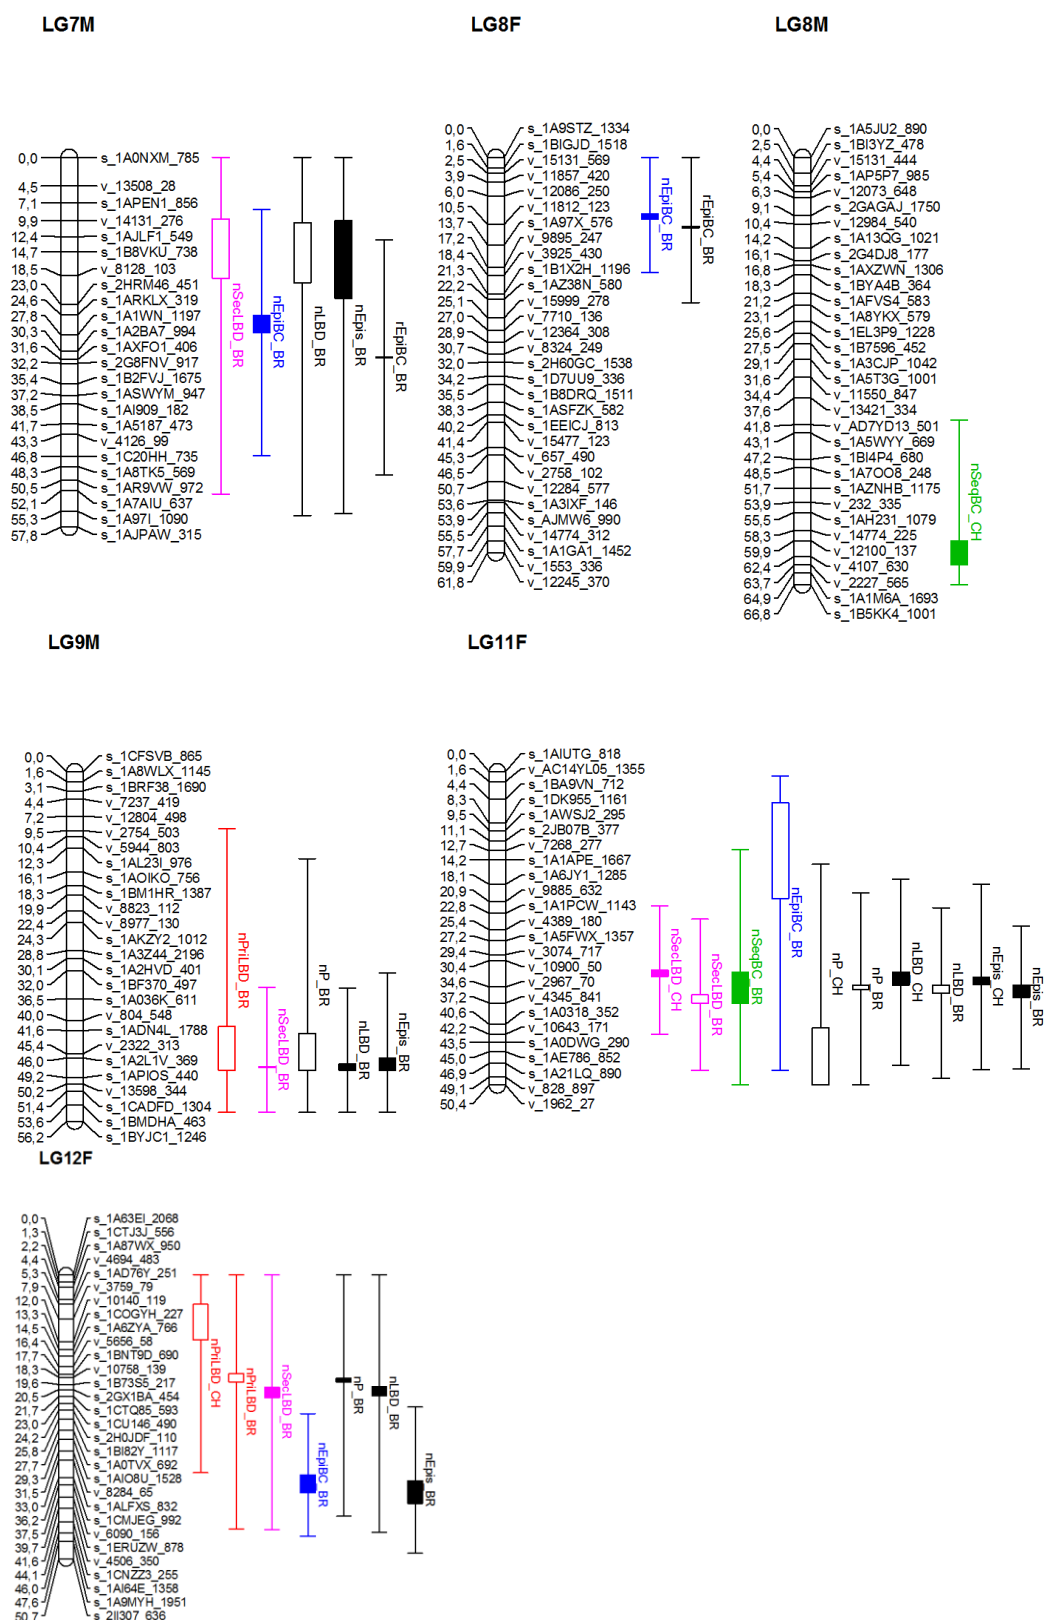 LG7M
0,0 s_1A0NXM_785
4,5 v_13508_28
7,1 s_1APEN1_856
9,9 v_14131_276
12,4 s_1AJLF1_549
14,7 s_1B8VKU_738
18,5 v_8128_103
23,0 s_2HRM46_451
24,6 s_1ARKLX_319
27,8 s_1A1WN_1197
30,3 s_1A2BA7_994
31,6 s_1AXFO1_406
32,2 s_2G8FNV_917
35,4 s_1B2FVJ_1675
37,2 s_1ASWYM_947
38,5 s_1AI909_182
41,7 s_1A5187_473
43,3 v_4126_99
46,8 s_1C20HH_735
48,3 s_1A8TK5_569
50,5 s_1AR9VW_972
52,1 s_1A7AIU_637
55,3 s_1A97I_1090
57,8 s_1AJPAW_315
nSecLBD_BR
nEpiBC_BR
nLBD_BR
nEpis_BR
rEpiBC_BR
LG8F
0,0 s_1A9STZ_1334
1,6 s_1BIGJD_1518
2,5 v_15131_569
3,9 v_11857_420
6,0 v_12086_250
10,5 v_11812_123
13,7 s_1A97X_576
17,2 v_9895_247
18,4 v_3925_430
21,3 s_1B1X2H_1196
22,2 s_1AZ38N_580
25,1 v_15999_278
27,0 v_7710_136
28,9 v_12364_308
30,7 v_8324_249
32,0 s_2H60GC_1538
34,2 s_1D7UU9_336
35,5 s_1B8DRQ_1511
38,3 s_1ASFZK_582
40,2 s_1EEICJ_813
41,4 v_15477_123
45,3 v_657_490
46,5 v_2758_102
50,7 v_12284_577
53,6 s_1A3IXF_146
53,9 s_AJMW6_990
55,5 v_14774_312
57,7 s_1A1GA1_1452
59,9 v_1553_336
61,8 v_12245_370
nEpiBC_BR
rEpiBC_BR
LG8M
0,0 s_1A5JU2_890
2,5 s_1BI3YZ_478
4,4 v_15131_444
5,4 s_1AP5P7_985
6,3 v_12073_648
9,1 s_2GAGAJ_1750
10,4 v_12984_540
14,2 s_1A13QG_1021
16,1 s_2G4DJ8_177
16,8 s_1AXZWN_1306
18,3 s_1BYA4B_364
21,2 s_1AFVS4_583
23,1 s_1A8YKX_579
25,6 s_1EL3P9_1228
27,5 s_1B7596_452
29,1 s_1A3CJP_1042
31,6 s_1A5T3G_1001
34,4 v_11550_847
37,6 v_13421_334
41,8 v_AD7YD13_501
43,1 s_1A5WYY_669
47,2 s_1BI4P4_680
48,5 s_1A7OO8_248
51,7 s_1AZNHB_1175
53,9 v_232_335
55,5 s_1AH231_1079
58,3 v_14774_225
59,9 v_12100_137
62,4 v_4107_630
63,7 v_2227_565
64,9 s_1A1M6A_1693
66,8 s_1B5KK4_1001
nSeqBC_CH
LG9M
0,0 s_1CFSVB_865
1,6 s_1A8WLX_1145
3,1 s_1BRF38_1690
4,4 v_7237_419
7,2 v_12804_498
9,5 v_2754_503
10,4 v_5944_803
12,3 s_1AL23I_976
16,1 s_1AOIKO_756
18,3 s_1BM1HR_1387
19,9 v_8823_112
22,4 v_8977_130
24,3 s_1AKZY2_1012
28,8 s_1A3Z44_2196
30,1 s_1A2HVD_401
32,0 s_1BF370_497
36,5 s_1A036K_611
40,0 v_804_548
41,6 s_1ADN4L_1788
45,4 v_2322_313
46,0 s_1A2L1V_369
49,2 s_1APIOS_440
50,2 v_13598_344
51,4 s_1CADFD_1304
53,6 s_1BMDHA_463
56,2 s_1BYJC1_1246
nPriLBD_BR
nSecLBD_BR
nP_BR
nLBD_BR
nEpis_BR
LG11F
0,0 s_1AIUTG_818
1,6 v_AC14YL05_1355
4,4 s_1BA9VN_712
8,3 s_1DK955_1161
9,5 s_1AWSJ2_295
11,1 s_2JB07B_377
12,7 v_7268_277
14,2 s_1A1APE_1667
18,1 s_1A6JY1_1285
20,9 v_9885_632
22,8 s_1A1PCW_1143
25,4 v_4389_180
27,2 s_1A5FWX_1357
29,4 v_3074_717
30,4 v_10900_50
34,6 v_2967_70
37,2 v_4345_841
40,6 s_1A0318_352
42,2 v_10643_171
43,5 s_1A0DWG_290
45,0 s_1AE786_852
46,9 s_1A21LQ_890
49,1 v_828_897
50,4 v_1962_27
nSecLBD_CH
nSecLBD_BR
nSeqBC_BR
nEpiBC_BR
nP_CH
nP_BR
nLBD_CH
nLBD_BR
nEpis_CH
nEpis_BR
LG12F
0,0 s_1A63EI_2068
1,3 s_1CTJ3J_556
2,2 s_1A87WX_950
4,4 v_4694_483
5,3 s_1AD76Y_251
7,9 v_3759_79
12,0 v_10140_119
13,3 s_1COGYH_227
14,5 s_1A6ZYA_766
16,4 v_5656_58
17,7 s_1BNT9D_690
18,3 v_10758_139
19,6 s_1B73S5_217
20,5 s_2GX1BA_454
21,7 s_1CTQ85_593
23,0 s_1CU146_490
24,2 s_2H0JDF_110
25,8 s_1BI82Y_1117
27,7 s_1A0TVX_692
29,3 s_1AIO8U_1528
31,5 v_8284_65
33,0 s_1ALFXS_832
36,2 s_1CMJEG_992
37,5 v_6090_156
39,7 s_1ERUZW_878
41,6 v_4506_350
44,1 s_1CNZZ3_255
46,0 s_1AI64E_1358
47,6 s_1A9MYH_1951
50,7 s_2II307_636
nPriLBD_CH
nPriLBD_BR
nSecLBD_BR
nEpiBC_BR
nP_BR
nLBD_BR
nEpis_BR